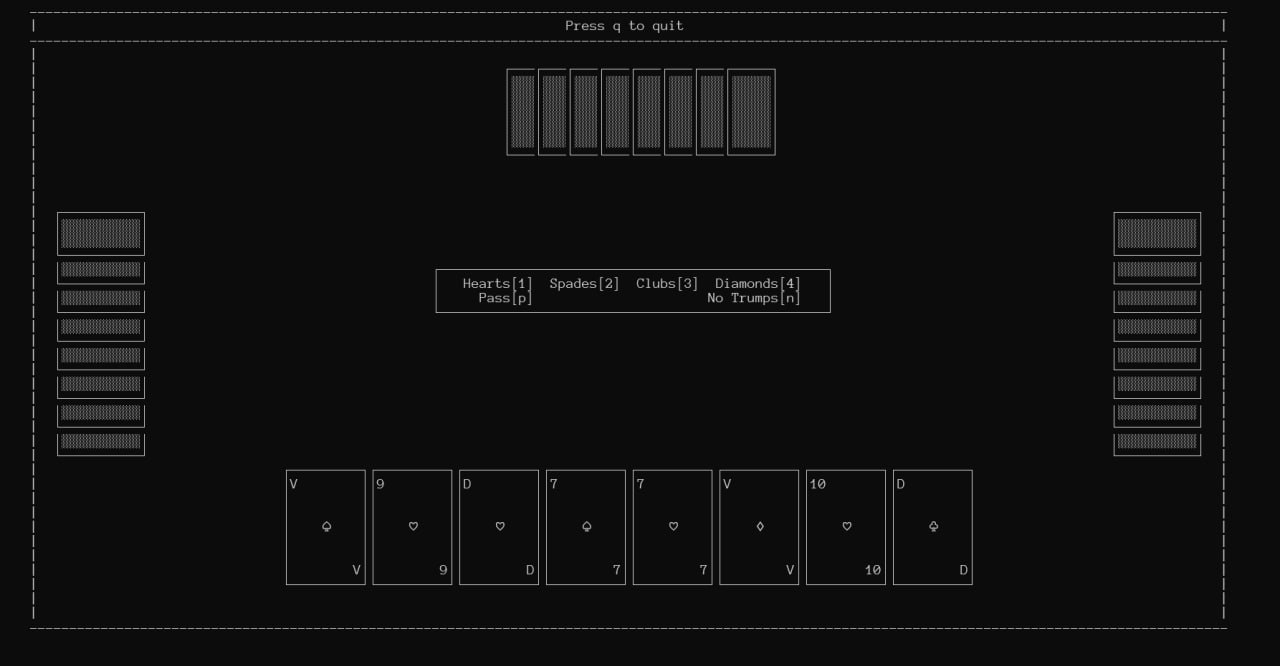 Press q to quit
Hearts[1] Spades[2] Clubs[3] Diamonds[4]
Pass[p] No Trumps[n]
V 9 D 7 7 V 10 D
♤ ♡ ♡ ♤ ♡ ♢ ♡ ♧
V 9 D 7 7 V 10 D